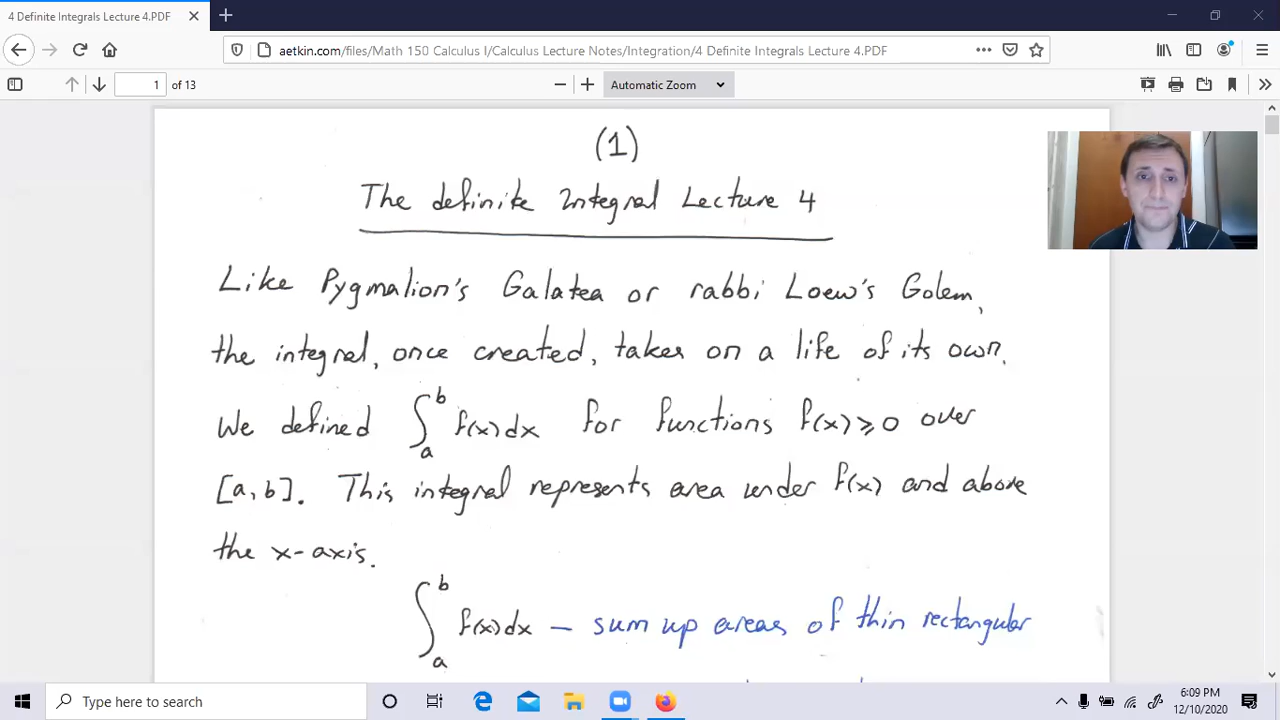 4 Definite Integrals Lecture 4.PDF
aetkin.com/files/Math 150 Calculus I/Calculus Lecture Notes/Integration/4 Definite Integrals Lecture 4.PDF
1 of 13
Automatic Zoom
(1)
The definite Integral Lecture 4
Like Pygmalion's Galatea or rabbi Loew's Golem,
the integral, once created, takes on a life of its own.
We defined ∫ₐᵇ f(x)dx for functions f(x)⩾0 over
[a,b]. This integral represents area under f(x) and above
the x-axis.
∫ₐᵇ f(x)dx — sum up areas of thin rectangular
Type here to search
6:09 PM
12/10/2020